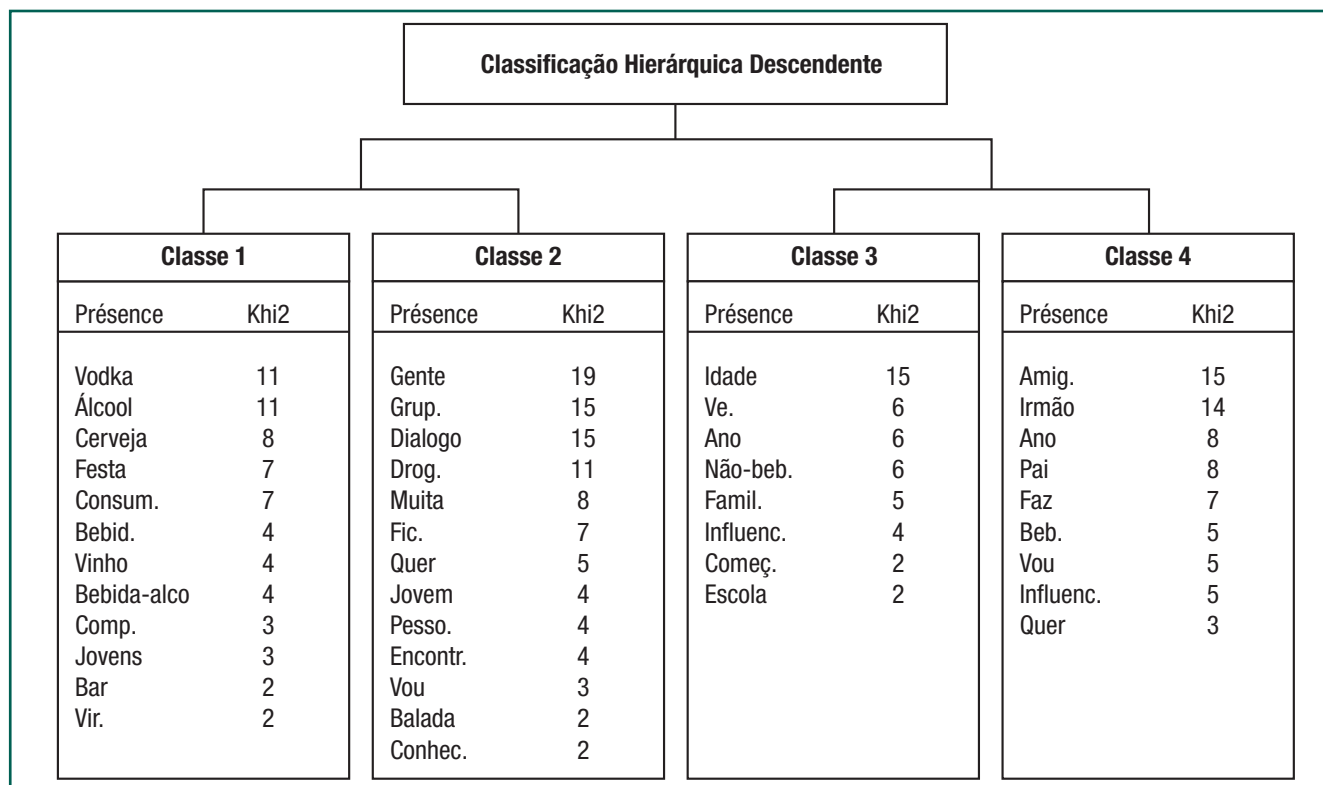 Classificação Hierárquica Descendente
Classe 1
Présence Khi2
Vodka 11
Álcool 11
Cerveja 8
Festa 7
Consum. 7
Bebid. 4
Vinho 4
Bebida-alco 4
Comp. 3
Jovens 3
Bar 2
Vir. 2
Classe 2
Présence Khi2
Gente 19
Grup. 15
Dialogo 15
Drog. 11
Muita 8
Fic. 7
Quer 5
Jovem 4
Pesso. 4
Encontr. 4
Vou 3
Balada 2
Conhec. 2
Classe 3
Présence Khi2
Idade 15
Ve. 6
Ano 6
Não-beb. 6
Famil. 5
Influenc. 4
Começ. 2
Escola 2
Classe 4
Présence Khi2
Amig. 15
Irmão 14
Ano 8
Pai 8
Faz 7
Beb. 5
Vou 5
Influenc. 5
Quer 3